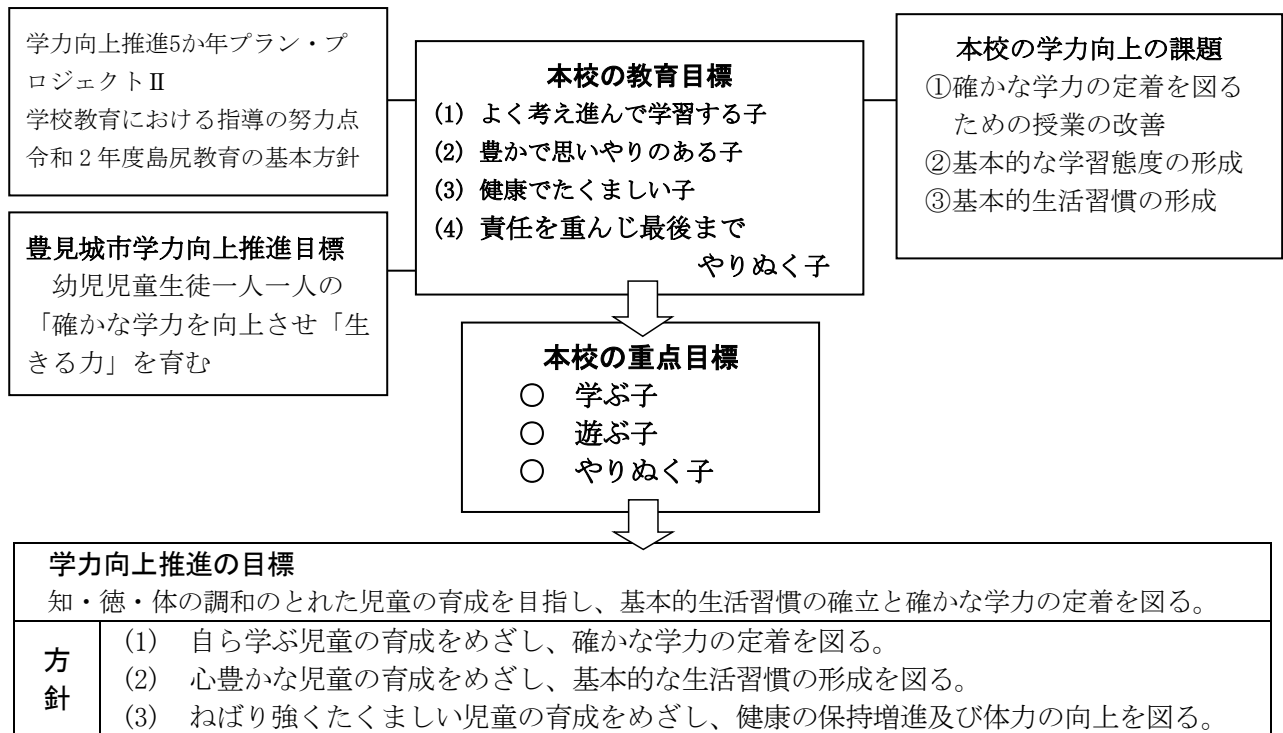 学力向上推進5か年プラン・プ
ロジェクトⅡ
学校教育における指導の努力点
令和２年度島尻教育の基本方針
豊見城市学力向上推進目標
幼児児童生徒一人一人の
「確かな学力を向上させ「生
きる力」を育む
本校の教育目標
(1) よく考え進んで学習する子
(2) 豊かで思いやりのある子
(3) 健康でたくましい子
(4) 責任を重んじ最後まで
やりぬく子
本校の学力向上の課題
①確かな学力の定着を図る
ための授業の改善
②基本的な学習態度の形成
③基本的生活習慣の形成
本校の重点目標
○ 学ぶ子
○ 遊ぶ子
○ やりぬく子
学力向上推進の目標
知・徳・体の調和のとれた児童の育成を目指し、基本的生活習慣の確立と確かな学力の定着を図る。
方針
(1) 自ら学ぶ児童の育成をめざし、確かな学力の定着を図る。
(2) 心豊かな児童の育成をめざし、基本的な生活習慣の形成を図る。
(3) ねばり強くたくましい児童の育成をめざし、健康の保持増進及び体力の向上を図る。